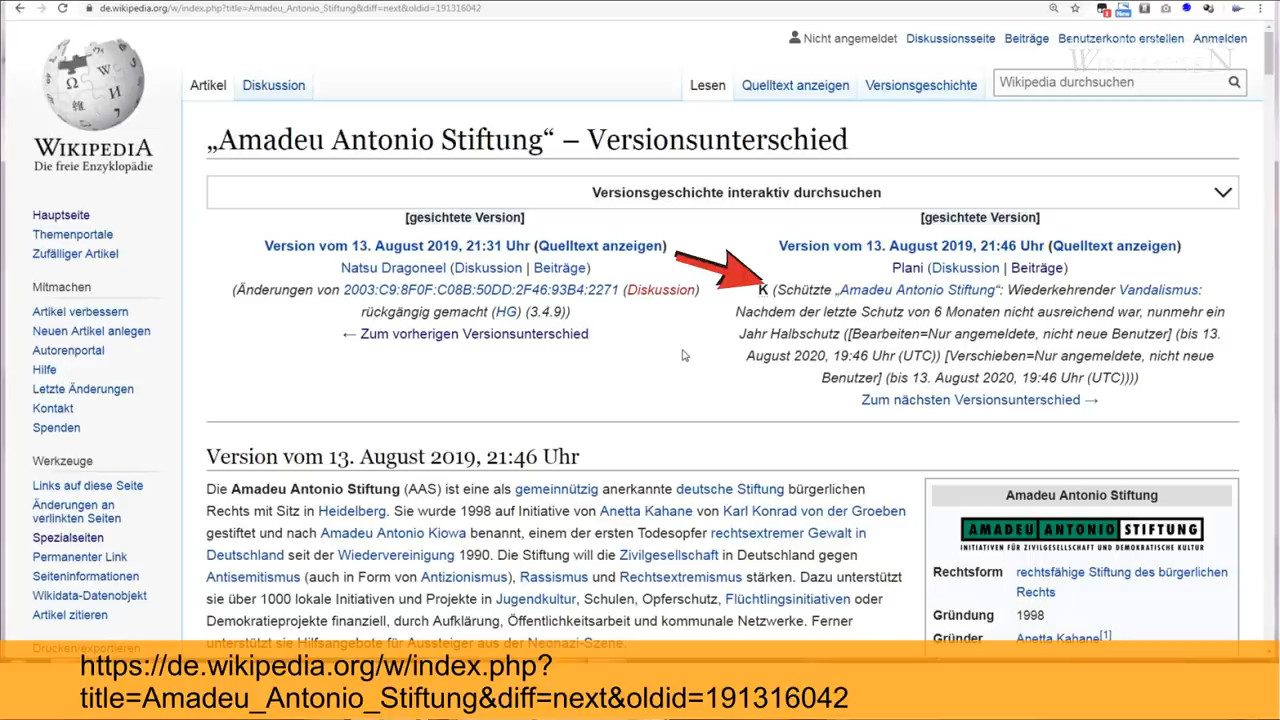 de.wikipedia.org/w/index.php?title=Amadeu_Antonio_Stiftung&diff=next&oldid=191316042
Nicht angemeldet Diskussionsseite Beiträge Benutzerkonto erstellen Anmelden
Artikel Diskussion Lesen Quelltext anzeigen Versionsgeschichte Wikipedia durchsuchen
WIKIPEDIA
Die freie Enzyklopädie
Hauptseite
Themenportale
Zufälliger Artikel
Mitmachen
Artikel verbessern
Neuen Artikel anlegen
Autorenportal
Hilfe
Letzte Änderungen
Kontakt
Spenden
Werkzeuge
Links auf diese Seite
Änderungen an
verlinkten Seiten
Spezialseiten
Permanenter Link
Seiteninformationen
Wikidata-Datenobjekt
Artikel zitieren
Drucken/exportieren
„Amadeu Antonio Stiftung“ – Versionsunterschied
Versionsgeschichte interaktiv durchsuchen
[gesichtete Version]
Version vom 13. August 2019, 21:31 Uhr (Quelltext anzeigen)
Natsu Dragoneel (Diskussion | Beiträge)
(Änderungen von 2003:C9:8F0F:C08B:50DD:2F46:93B4:2271 (Diskussion)
rückgängig gemacht (HG) (3.4.9))
← Zum vorherigen Versionsunterschied
[gesichtete Version]
Version vom 13. August 2019, 21:46 Uhr (Quelltext anzeigen)
Plani (Diskussion | Beiträge)
K (Schützte „Amadeu Antonio Stiftung“: Wiederkehrender Vandalismus:
Nachdem der letzte Schutz von 6 Monaten nicht ausreichend war, nunmehr ein
Jahr Halbschutz ([Bearbeiten=Nur angemeldete, nicht neue Benutzer] (bis 13.
August 2020, 19:46 Uhr (UTC)) [Verschieben=Nur angemeldete, nicht neue
Benutzer] (bis 13. August 2020, 19:46 Uhr (UTC))))
Zum nächsten Versionsunterschied →
Version vom 13. August 2019, 21:46 Uhr
Die Amadeu Antonio Stiftung (AAS) ist eine als gemeinnützig anerkannte deutsche Stiftung bürgerlichen
Rechts mit Sitz in Heidelberg. Sie wurde 1998 auf Initiative von Anetta Kahane von Karl Konrad von der Groeben
gestiftet und nach Amadeu Antonio Kiowa benannt, einem der ersten Todesopfer rechtsextremer Gewalt in
Deutschland seit der Wiedervereinigung 1990. Die Stiftung will die Zivilgesellschaft in Deutschland gegen
Antisemitismus (auch in Form von Antizionismus), Rassismus und Rechtsextremismus stärken. Dazu unterstützt
sie über 1000 lokale Initiativen und Projekte in Jugendkultur, Schulen, Opferschutz, Flüchtlingsinitiativen oder
Demokratieprojekte finanziell, durch Aufklärung, Öffentlichkeitsarbeit und kommunale Netzwerke. Ferner
unterstützt sie Hilfsangebote für Aussteiger aus der Neonazi-Szene.
Amadeu Antonio Stiftung
AMADEU ANTONIO STIFTUNG
INITIATIVEN FÜR ZIVILGESELLSCHAFT UND DEMOKRATISCHE KULTUR
Rechtsform rechtsfähige Stiftung des bürgerlichen
Rechts
Gründung 1998
Gründer Anetta Kahane[1]
https://de.wikipedia.org/w/index.php?
title=Amadeu_Antonio_Stiftung&diff=next&oldid=191316042